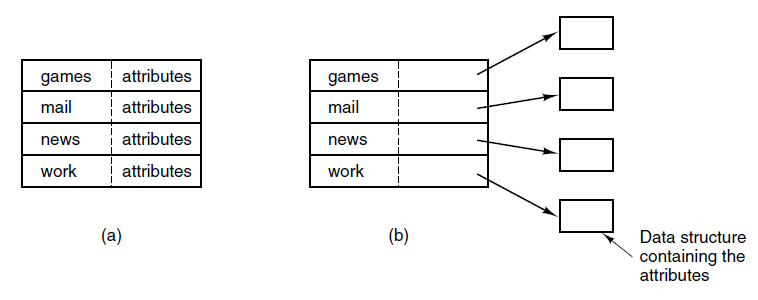 games attributes
mail attributes
news attributes
work attributes
(a)
games
mail
news
work
(b)
Data structure
containing the
attributes